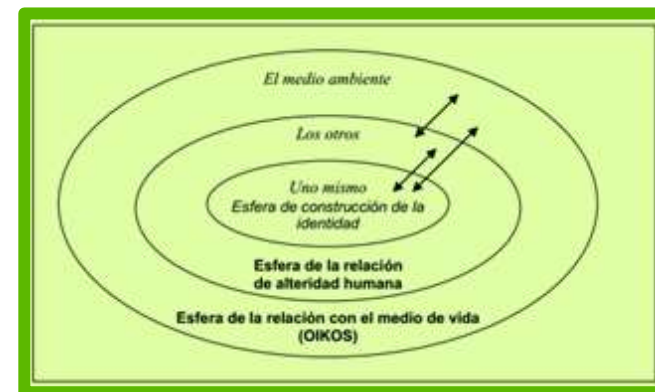 El medio ambiente
Los otros
Uno mismo
Esfera de construcción de la
identidad
Esfera de la relación
de alteridad humana
Esfera de la relación con el medio de vida
(OIKOS)